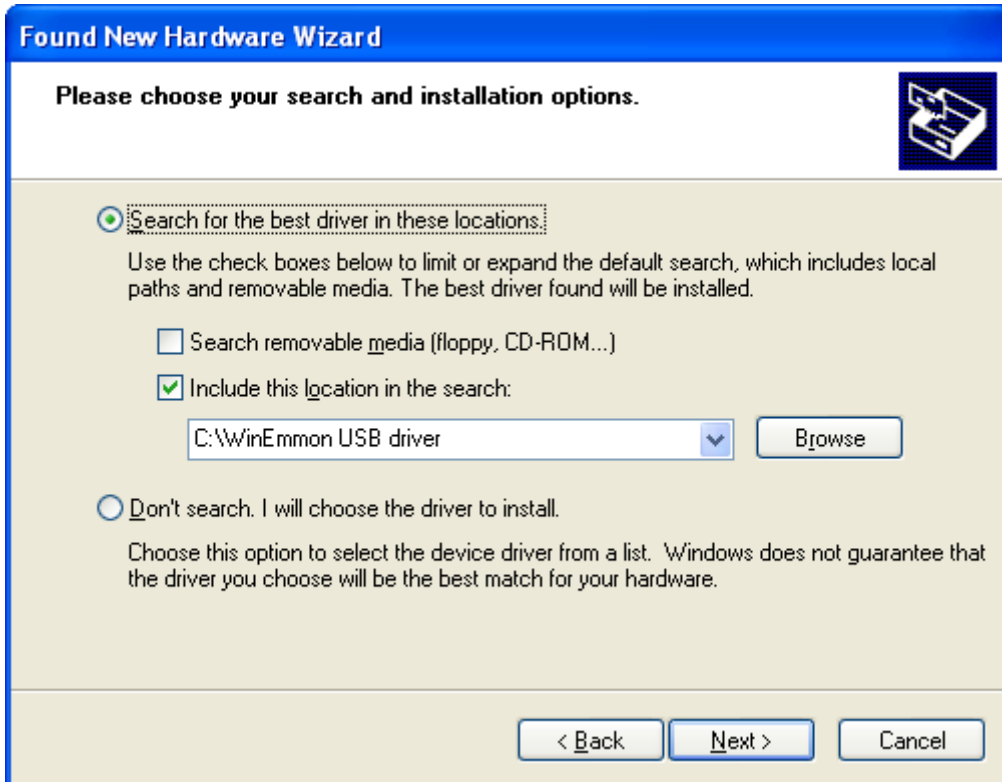 Found New Hardware Wizard
Please choose your search and installation options.
Search for the best driver in these locations.
Use the check boxes below to limit or expand the default search, which includes local
paths and removable media. The best driver found will be installed.
Search removable media (floppy, CD-ROM...)
Include this location in the search:
C:\WinEmmon USB driver
Browse
Don't search. I will choose the driver to install.
Choose this option to select the device driver from a list.  Windows does not guarantee that
the driver you choose will be the best match for your hardware.
< Back Next > Cancel